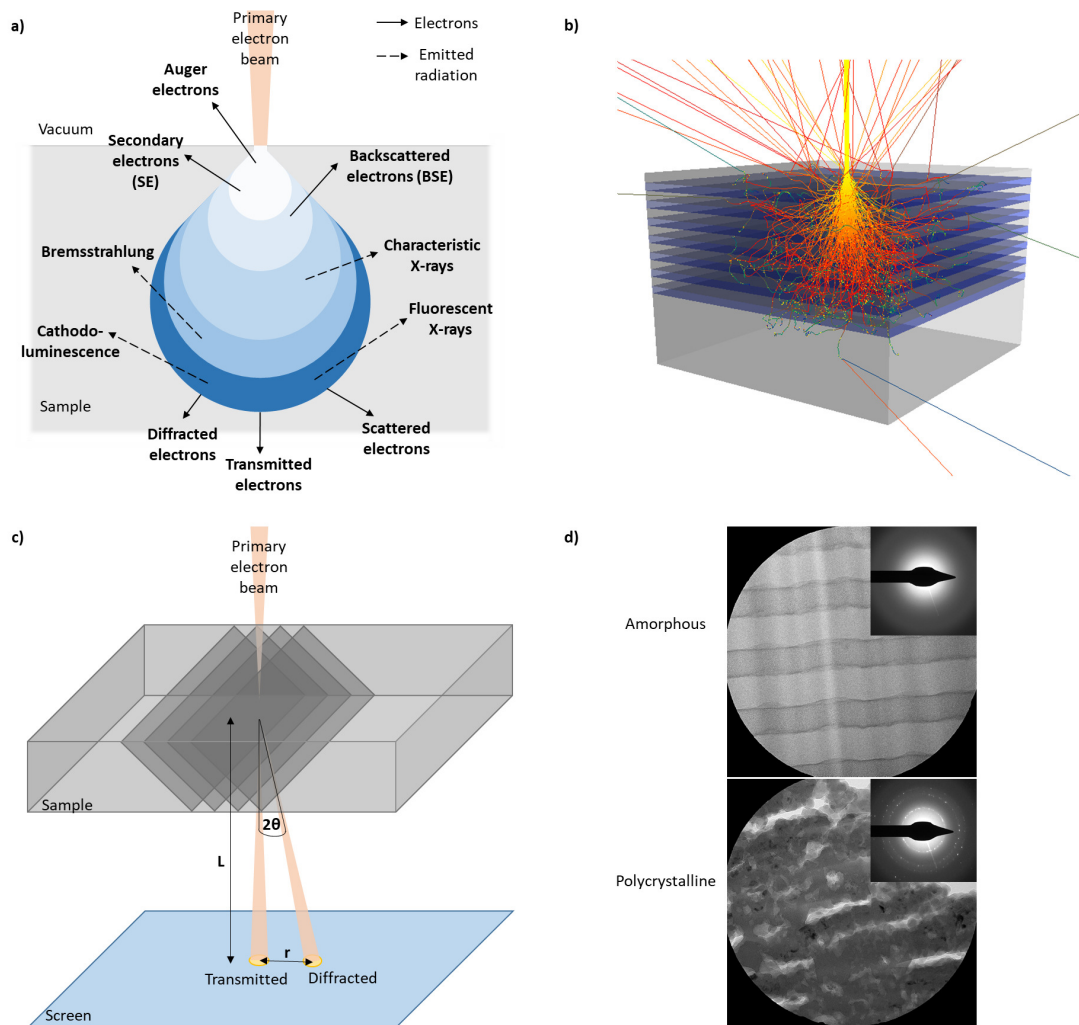 a)
Primary
electron
beam
Electrons
Emitted
radiation
Auger
electrons
Vacuum
Secondary
electrons
(SE)
Backscattered
electrons (BSE)
Bremsstrahlung
Characteristic
X-rays
Cathodo-
luminescence
Fluorescent
X-rays
Sample
Diffracted
electrons
Transmitted
electrons
Scattered
electrons
b)
c)
Primary
electron
beam
Sample
2θ
L
r
Transmitted
Diffracted
Screen
d)
Amorphous
Polycrystalline